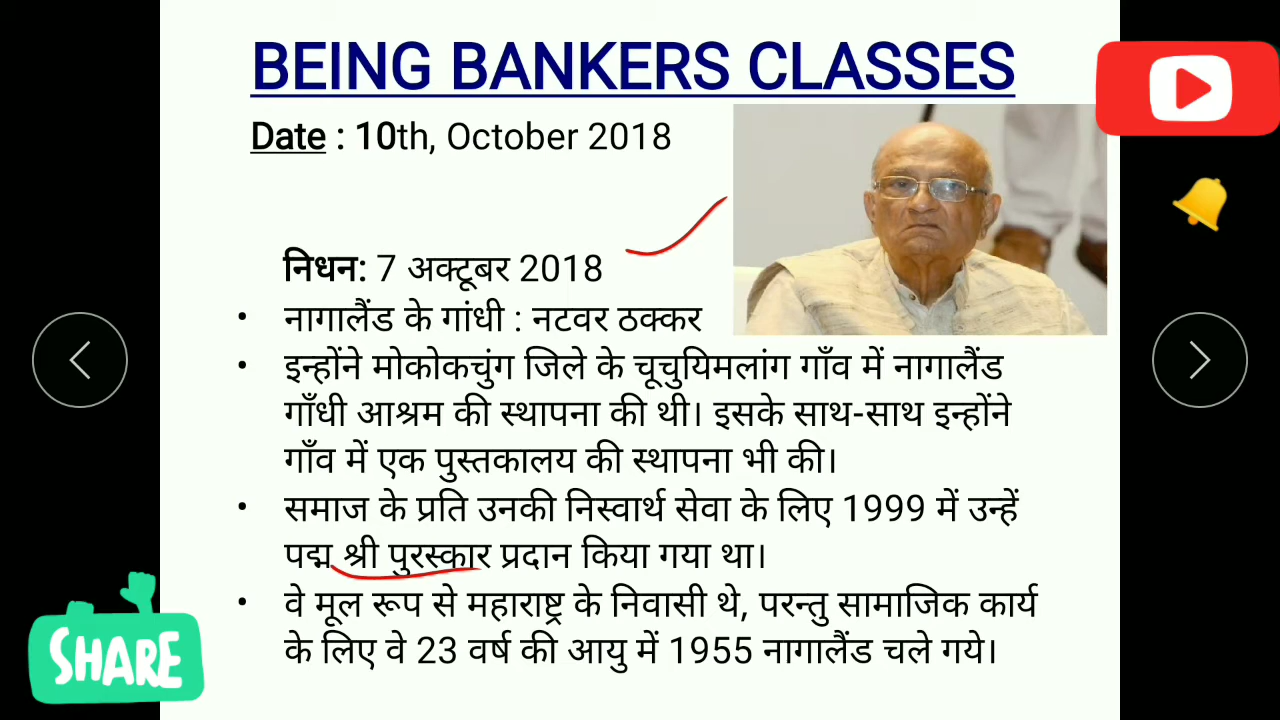 BEING BANKERS CLASSES
Date : 10th, October 2018
निधन: 7 अक्टूबर 2018
• नागालैंड के गांधी : नटवर ठक्कर
• इन्होंने मोकोकचुंग जिले के चूचुयिमलांग गाँव में नागालैंड
गाँधी आश्रम की स्थापना की थी। इसके साथ-साथ इन्होंने
गाँव में एक पुस्तकालय की स्थापना भी की।
• समाज के प्रति उनकी निस्वार्थ सेवा के लिए 1999 में उन्हें
पद्म श्री पुरस्कार प्रदान किया गया था।
• वे मूल रूप से महाराष्ट्र के निवासी थे, परन्तु सामाजिक कार्य
के लिए वे 23 वर्ष की आयु में 1955 नागालैंड चले गये।
SHARE